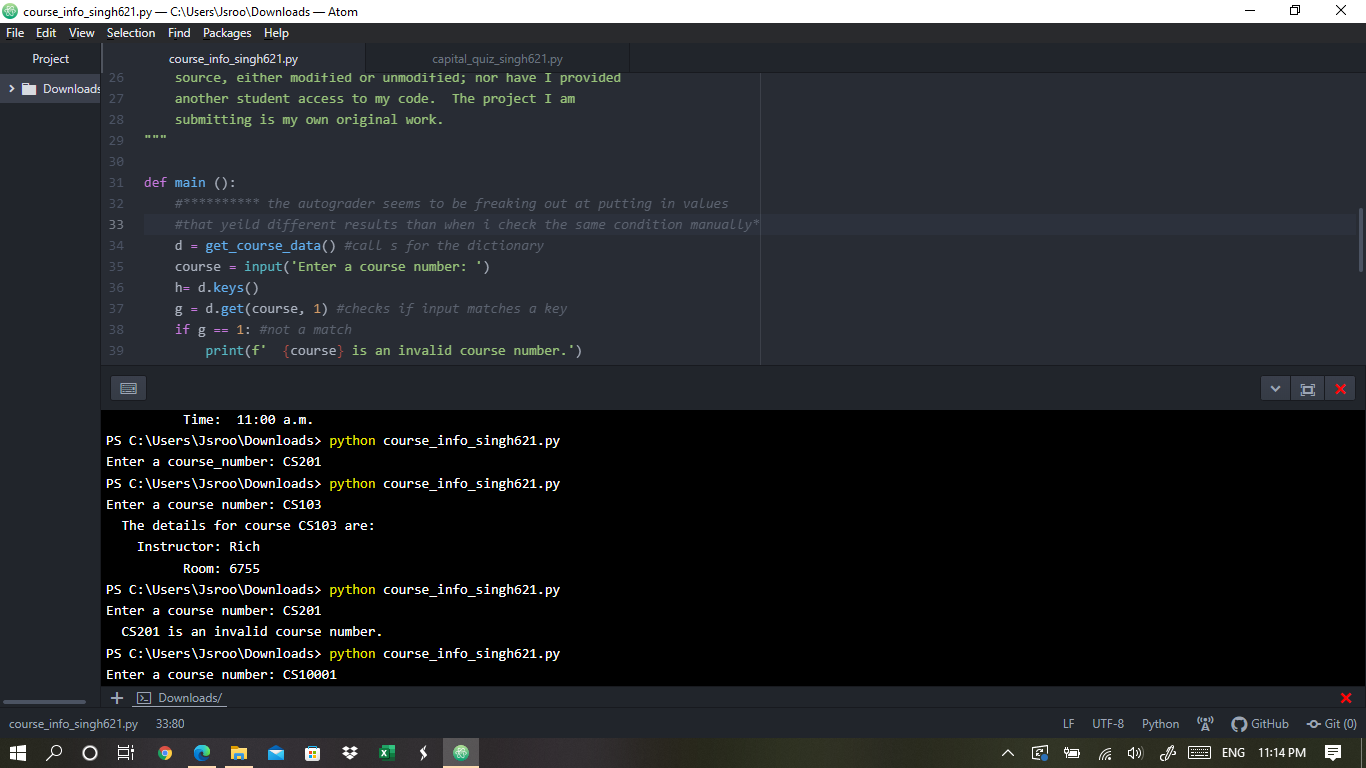 course_info_singh621.py — C:\Users\Jsroo\Downloads — Atom
File Edit View Selection Find Packages Help
Project
course_info_singh621.py
capital_quiz_singh621.py
Downloads
26 source, either modified or unmodified; nor have I provided
27 another student access to my code.  The project I am
28 submitting is my own original work.
29 """
30
31 def main ():
32 #********** the autograder seems to be freaking out at putting in values
33 #that yeild different results than when i check the same condition manually*
34 d = get_course_data() #call s for the dictionary
35 course = input('Enter a course number: ')
36 h= d.keys()
37 g = d.get(course, 1) #checks if input matches a key
38 if g == 1: #not a match
39 print(f'  {course} is an invalid course number.')
Time:  11:00 a.m.
PS C:\Users\Jsroo\Downloads> python course_info_singh621.py
Enter a course_number: CS201
PS C:\Users\Jsroo\Downloads> python course_info_singh621.py
Enter a course number: CS103
The details for course CS103 are:
Instructor: Rich
Room: 6755
PS C:\Users\Jsroo\Downloads> python course_info_singh621.py
Enter a course number: CS201
CS201 is an invalid course number.
PS C:\Users\Jsroo\Downloads> python course_info_singh621.py
Enter a course number: CS10001
Downloads/
course_info_singh621.py 33:80 LF UTF-8 Python GitHub Git (0)
ENG 11:14 PM